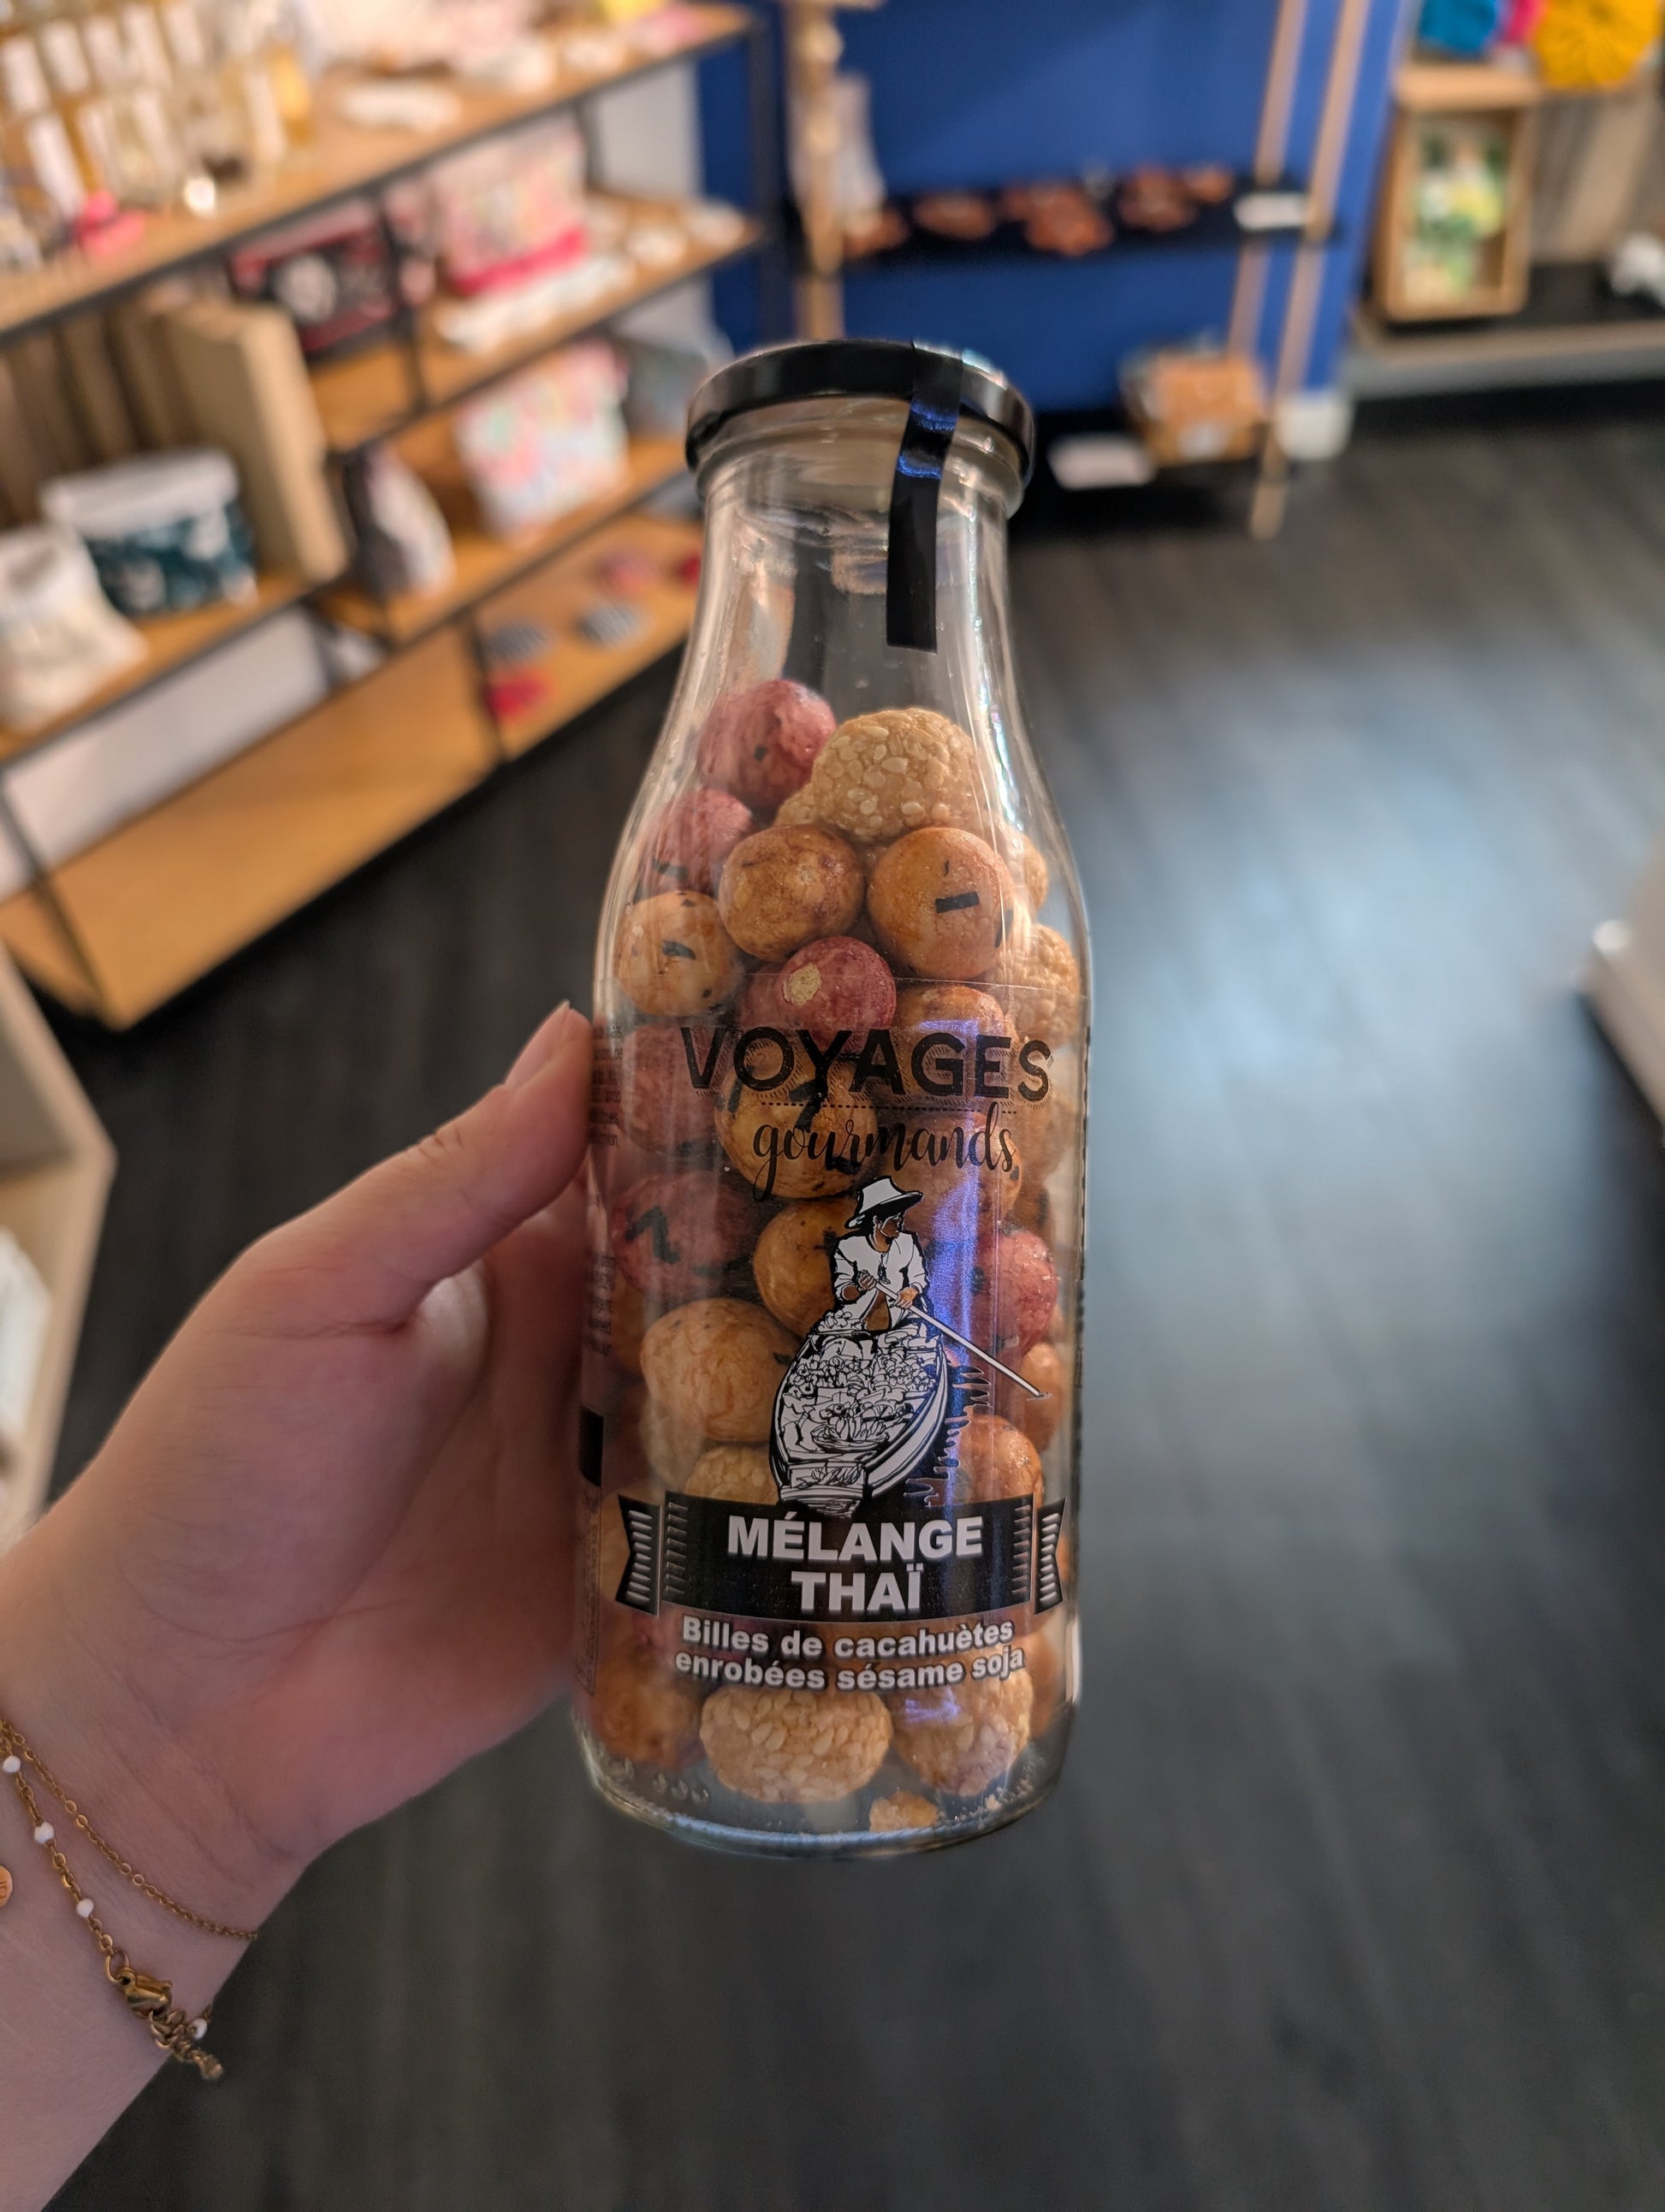 VOYAGES
gourmands
MÉLANGE
THAÏ
Billes de cacahuètes
enrobées sésame soja